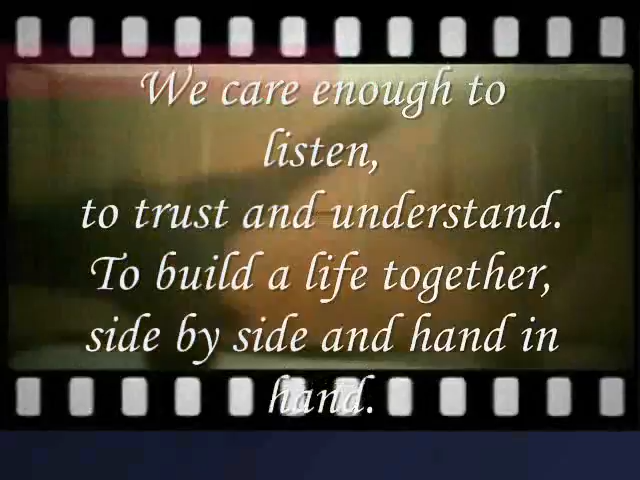 We care enough to
listen,
to trust and understand.
To build a life together,
side by side and hand in
hand.